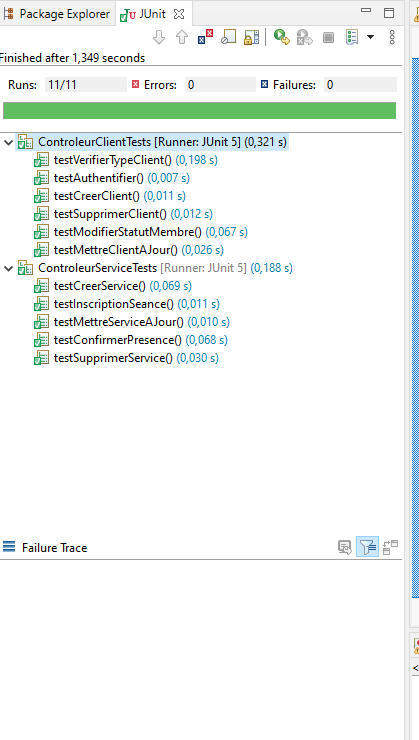 Package Explorer JUnit
Finished after 1,349 seconds
Runs: 11/11 Errors: 0 Failures: 0
ControleurClientTests [Runner: JUnit 5] (0,321 s)
testVerifierTypeClient() (0,198 s)
testAuthentifier() (0,007 s)
testCreerClient() (0,011 s)
testSupprimerClient() (0,012 s)
testModifierStatutMembre() (0,067 s)
testMettreClientAJour() (0,026 s)
ControleurServiceTests [Runner: JUnit 5] (0,188 s)
testCreerService() (0,069 s)
testInscriptionSeance() (0,011 s)
testMettreServiceAJour() (0,010 s)
testConfirmerPresence() (0,068 s)
testSupprimerService() (0,030 s)
Failure Trace